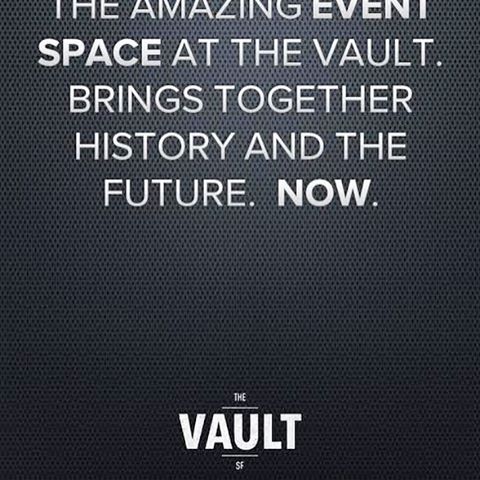 THE AMAZING EVENT
SPACE AT THE VAULT.
BRINGS TOGETHER
HISTORY AND THE
FUTURE. NOW.
THE
VAULT
SF